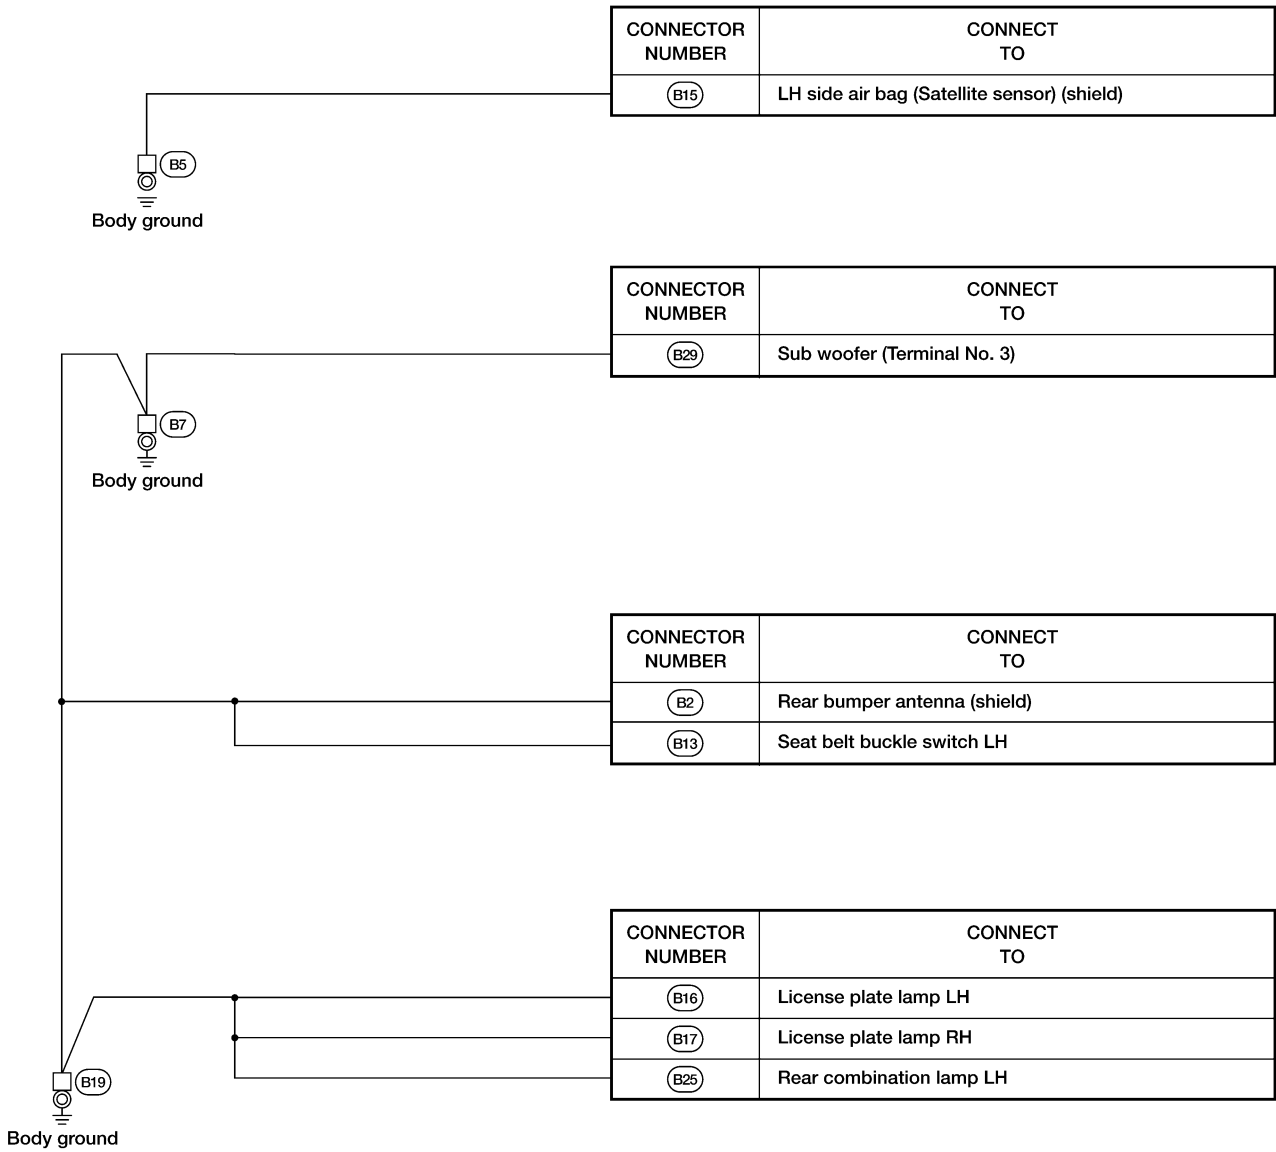 CONNECTOR NUMBER CONNECT TO
B15 LH side air bag (Satellite sensor) (shield)
B5
Body ground
CONNECTOR NUMBER CONNECT TO
B29 Sub woofer (Terminal No. 3)
B7
Body ground
CONNECTOR NUMBER CONNECT TO
B2 Rear bumper antenna (shield)
B13 Seat belt buckle switch LH
CONNECTOR NUMBER CONNECT TO
B16 License plate lamp LH
B17 License plate lamp RH
B25 Rear combination lamp LH
B19
Body ground